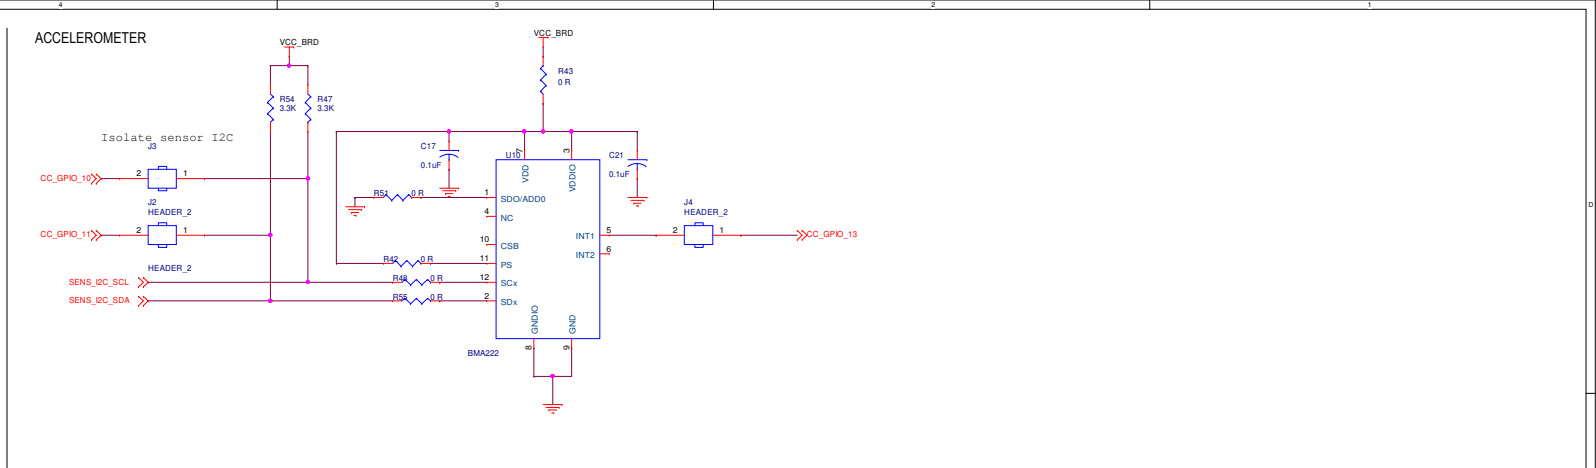 4
3
2
1
ACCELEROMETER
VCC_BRD
VCC_BRD
R43
0 R
R54
3.3K
R47
3.3K
Isolate sensor I2C
J3
C17
0.1uF
U10
7
VDD
3
VDDIO
C21
0.1uF
CC_GPIO_10
2
1
R51
0 R
1
SDO/ADD0
J2
HEADER_2
4
NC
J4
HEADER_2
D
CC_GPIO_11
2
1
INT1
5
2
1
CC_GPIO_13
10
CSB
INT2
6
HEADER_2
R42
0 R
11
PS
SENS_I2C_SCL
R48
0 R
12
SCx
SENS_I2C_SDA
R55
0 R
2
SDx
GNDIO
8
GND
9
BMA222